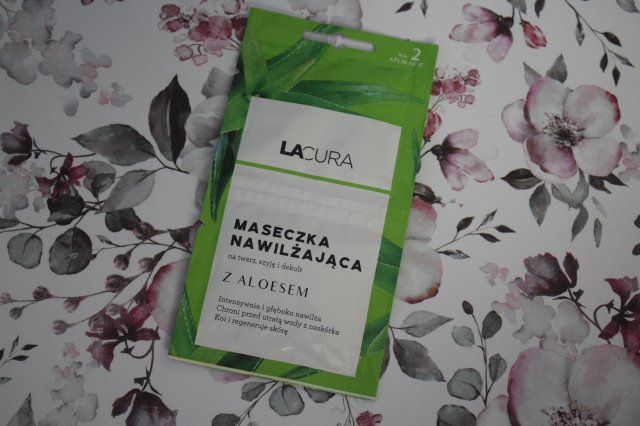 NA 2
APLIKACJE
LACURA
MASECZKA
NAWILŻAJĄCA
na twarz, szyję i dekolt
Z ALOESEM
Intensywnie i głęboko nawilża
Chroni przed utratą wody z naskórka
Koi i regeneruje skórę